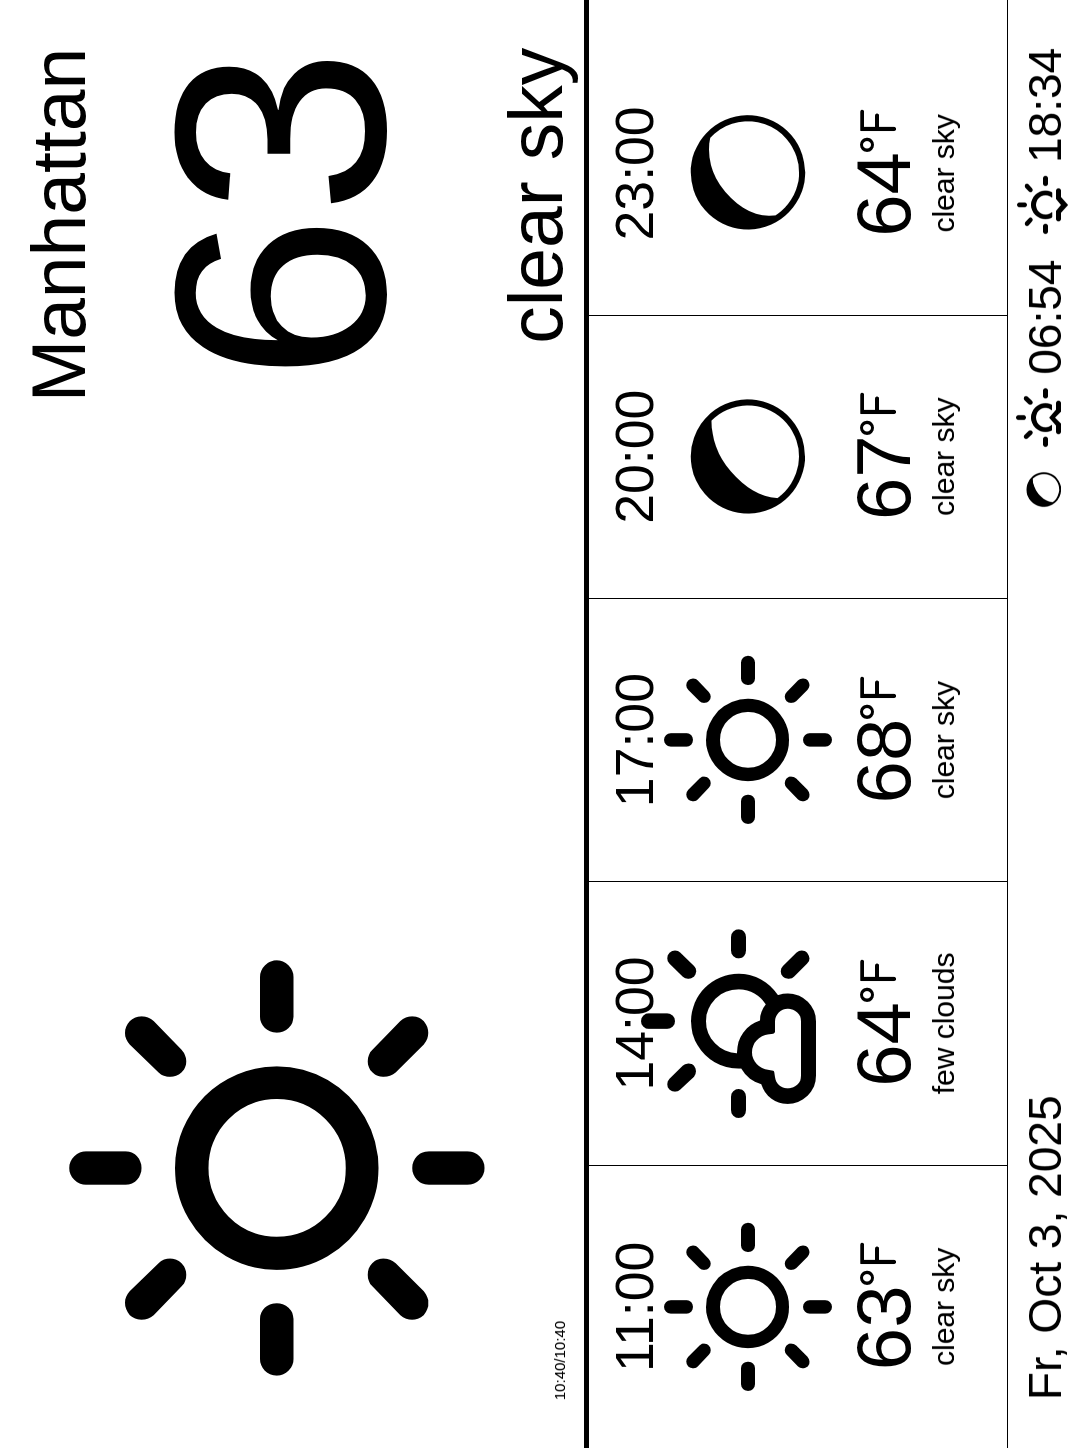 Manhattan
63
clear sky
10:40/10:40
11:00
63°F
clear sky
14:00
64°F
few clouds
17:00
68°F
clear sky
20:00
67°F
clear sky
23:00
64°F
clear sky
Fr, Oct 3, 2025
06:54
18:34